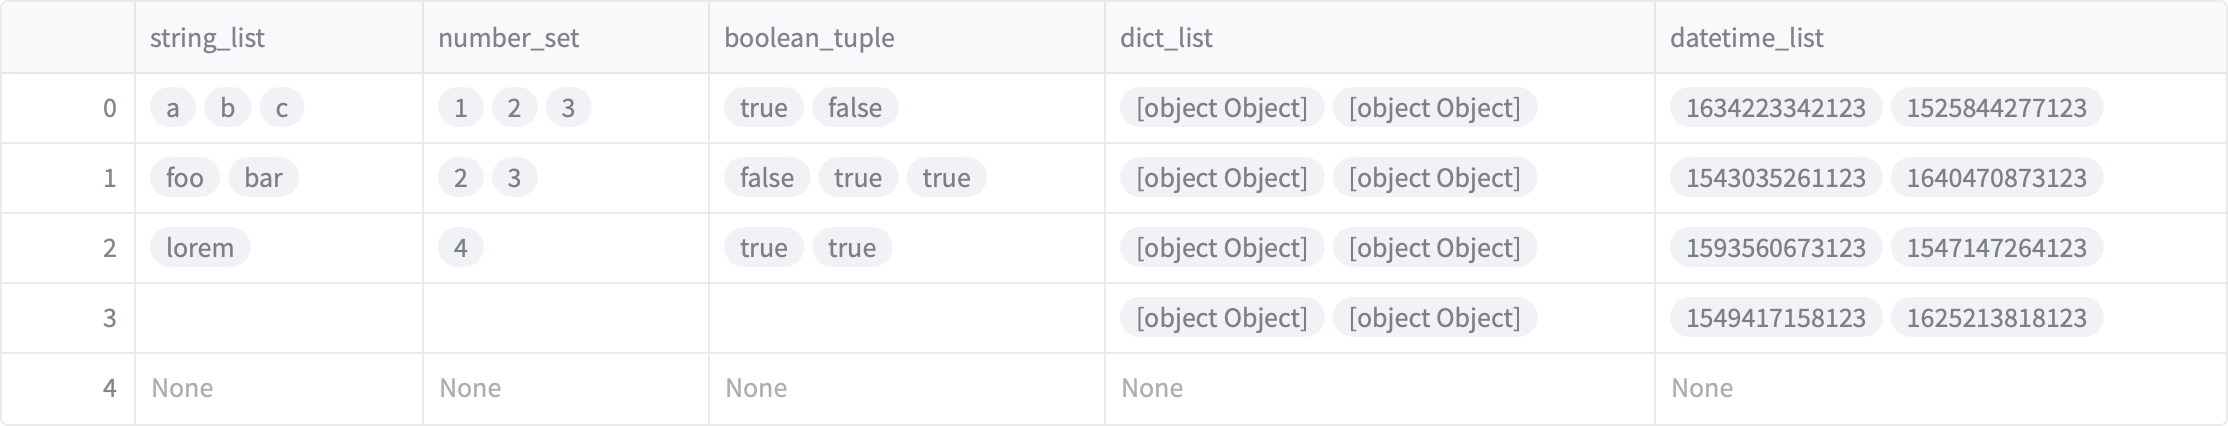 string_list number_set boolean_tuple dict_list datetime_list
0 a b c 1 2 3 true false [object Object] [object Object] 1634223342123 1525844277123
1 foo bar 2 3 false true true [object Object] [object Object] 1543035261123 1640470873123
2 lorem 4 true true [object Object] [object Object] 1593560673123 1547147264123
3 [object Object] [object Object] 1549417158123 1625213818123
4 None None None None None